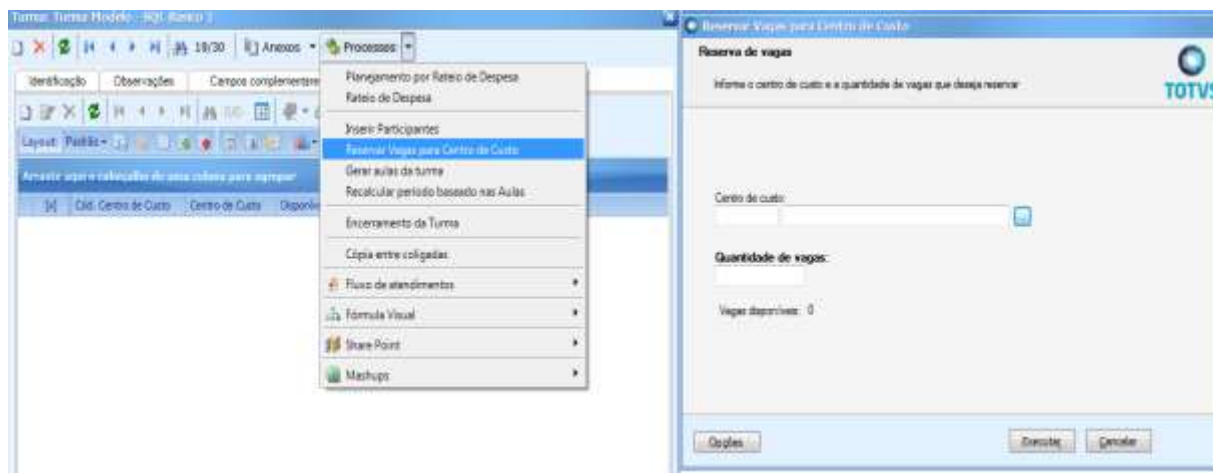 Turma: Turma Modelo - SQL Básico 1
19/30 Anexos Processos
Identificação Observações Campos complementares
Layout Padrão
Arraste aqui o cabeçalho de uma coluna para agrupar
[x] Cód. Centro de Custo Centro de Custo
Planejamento por Rateio de Despesa
Rateio de Despesa
Inserir Participantes
Reservar Vagas para Centro de Custo
Gerar aulas da turma
Recalcular período baseado nas Aulas
Encerramento da Turma
Cópia entre coligadas
Fluxo de atendimentos
Fórmula Visual
Share Point
Mashups
Reservar Vagas para Centro de Custo
Reserva de vagas
Informe o centro de custo e a quantidade de vagas que deseja reservar
TOTVS
Centro de custo:
Quantidade de vagas:
Vagas disponíveis: 0
Opções Executar Cancelar